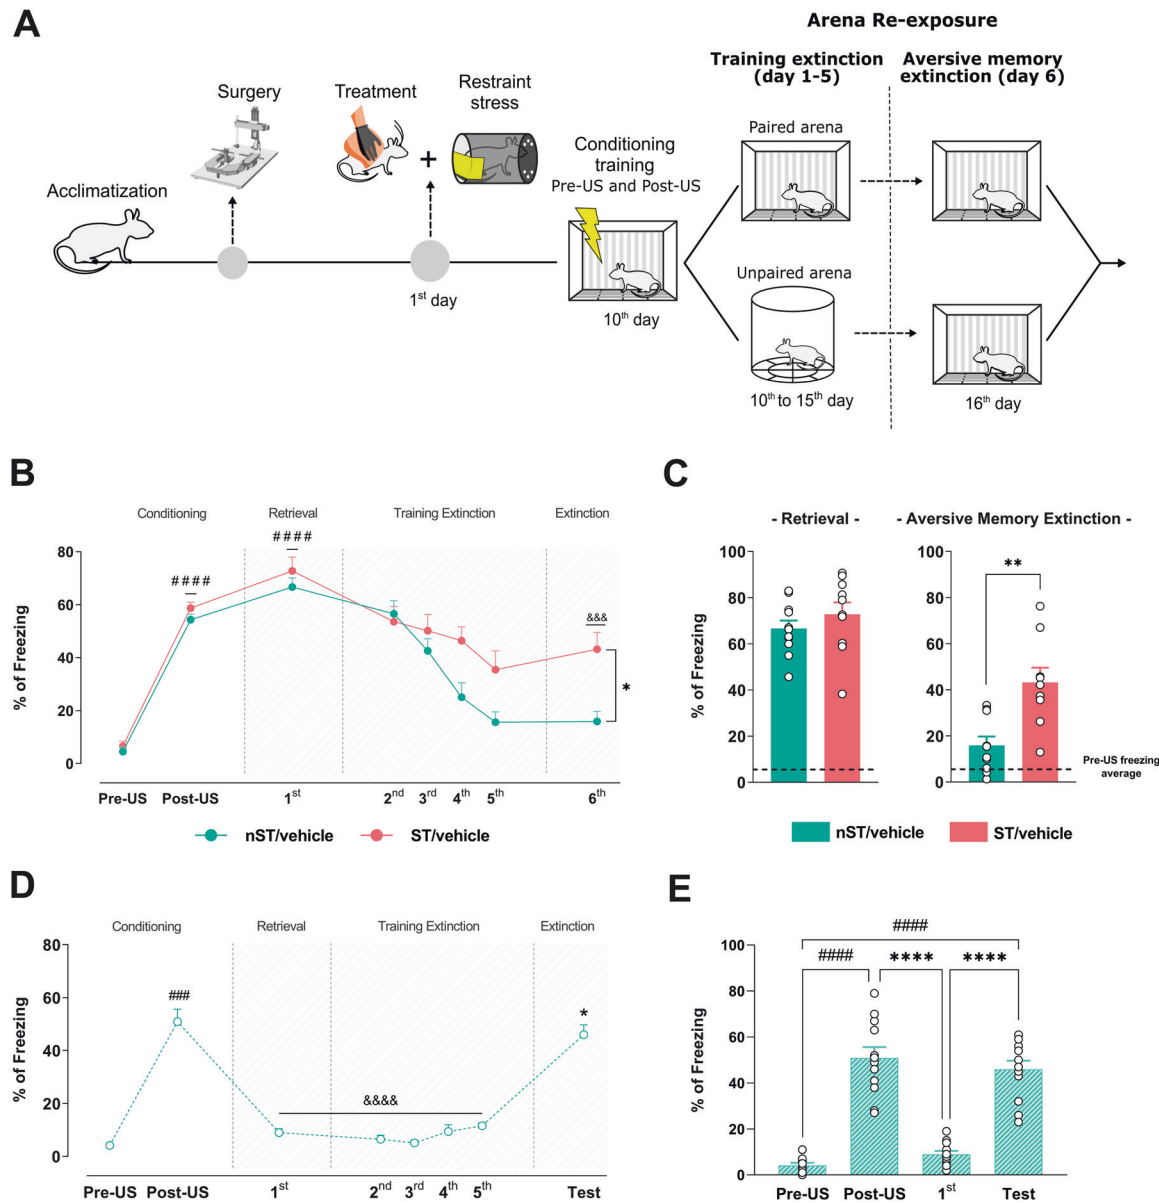 A
Arena Re-exposure
Training extinction
(day 1-5)
Aversive memory
extinction (day 6)
Surgery
Treatment
Restraint
stress
+
Conditioning
training
Pre-US and Post-US
Paired arena
Acclimatization
Unpaired arena
1st day
10th day
10th to 15th day
16th day
B
Conditioning
Retrieval
Training Extinction
Extinction
% of Freezing
80
60
40
20
0
####
####
&&&
*
Pre-US
Post-US
1st
2nd
3rd
4th
5th
6th
nST/vehicle
ST/vehicle
C
- Retrieval -
- Aversive Memory Extinction -
% of Freezing
100
80
60
40
20
0
% of Freezing
100
80
60
40
20
0
**
Pre-US freezing
average
nST/vehicle
ST/vehicle
D
Conditioning
Retrieval
Training Extinction
Extinction
% of Freezing
80
60
40
20
0
###
&&&&
*
Pre-US
Post-US
1st
2nd
3rd
4th
5th
Test
E
% of Freezing
100
80
60
40
20
0
####
####
****
****
Pre-US
Post-US
1st
Test